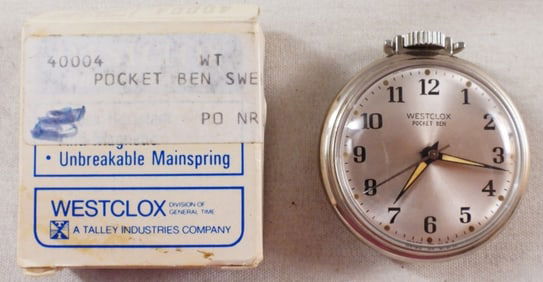 40004 WT
POCKET BEN SWE
PO NR
• Unbreakable Mainspring
WESTCLOX DIVISION OF
GENERAL TIME
A TALLEY INDUSTRIES COMPANY
WESTCLOX
POCKET BEN
12
1
2
3
4
5
6
7
8
9
10
11